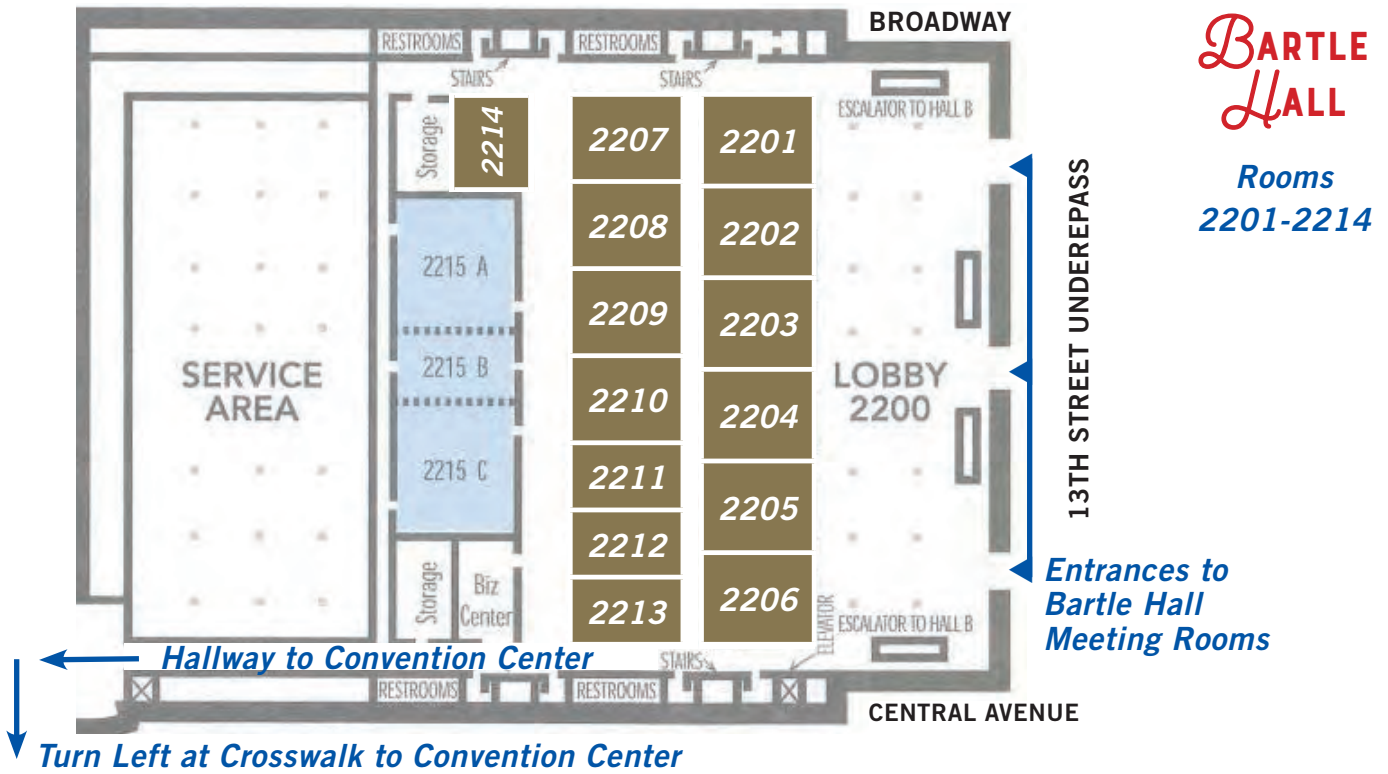 BROADWAY
BARTLE
HALL
Rooms
2201-2214
RESTROOMS
RESTROOMS
STAIRS
STAIRS
ESCALATOR TO HALL B
Storage
2214
2207
2201
2208
2202
2215 A
2209
2203
2215 B
SERVICE
AREA
2210
2204
LOBBY
2200
13TH STREET UNDEREPASS
2215 C
2211
2205
2212
Storage
Biz
Center
2213
2206
ELEVATOR
ESCALATOR TO HALL B
Entrances to
Bartle Hall
Meeting Rooms
Hallway to Convention Center
STAIRS
RESTROOMS
RESTROOMS
CENTRAL AVENUE
Turn Left at Crosswalk to Convention Center